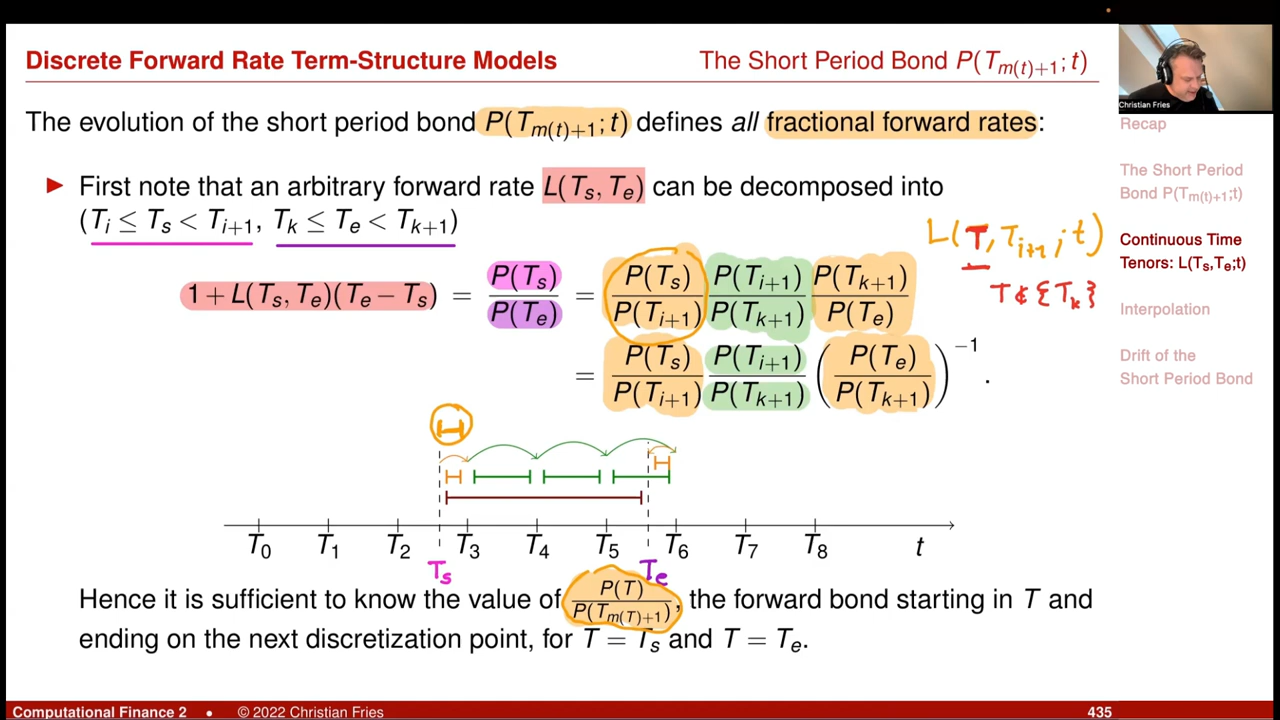 Discrete Forward Rate Term-Structure Models
The Short Period Bond P(T_{m(t)+1}; t)
Christian Fries
The evolution of the short period bond P(T_{m(t)+1}; t) defines all fractional forward rates:
► First note that an arbitrary forward rate L(T_s, T_e) can be decomposed into
(T_i ≤ T_s < T_{i+1}, T_k ≤ T_e < T_{k+1})
1 + L(T_s, T_e)(T_e − T_s) = P(T_s)/P(T_e) = P(T_s)/P(T_{i+1}) P(T_{i+1})/P(T_{k+1}) P(T_{k+1})/P(T_e)
= P(T_s)/P(T_{i+1}) P(T_{i+1})/P(T_{k+1}) (P(T_e)/P(T_{k+1}))^{−1}.
L(T, T_{i+1}; t)
T ∉ {T_k}
T_0 T_1 T_2 T_3 T_4 T_5 T_6 T_7 T_8 t
T_s T_e
Hence it is sufficient to know the value of P(T)/P(T_{m(T)+1}), the forward bond starting in T and
ending on the next discretization point, for T = T_s and T = T_e.
Recap
The Short Period
Bond P(T_{m(t)+1};t)
Continuous Time
Tenors: L(T_s,T_e;t)
Interpolation
Drift of the
Short Period Bond
Computational Finance 2 • © 2022 Christian Fries
435